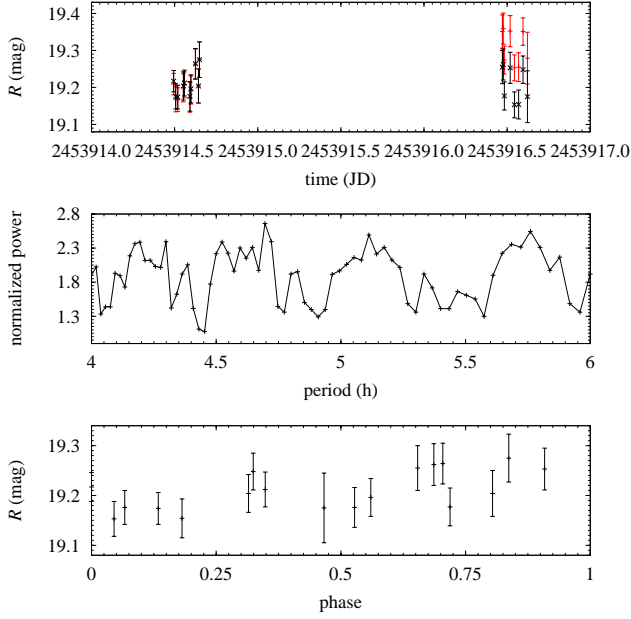 19.4
19.3
19.2
19.1
R (mag)
2453914.0 2453914.5 2453915.0 2453915.5 2453916.0 2453916.5 2453917.0
time (JD)
2.8
2.3
1.8
1.3
normalized power
4 4.5 5 5.5 6
period (h)
19.3
19.2
19.1
R (mag)
0 0.25 0.5 0.75 1
phase